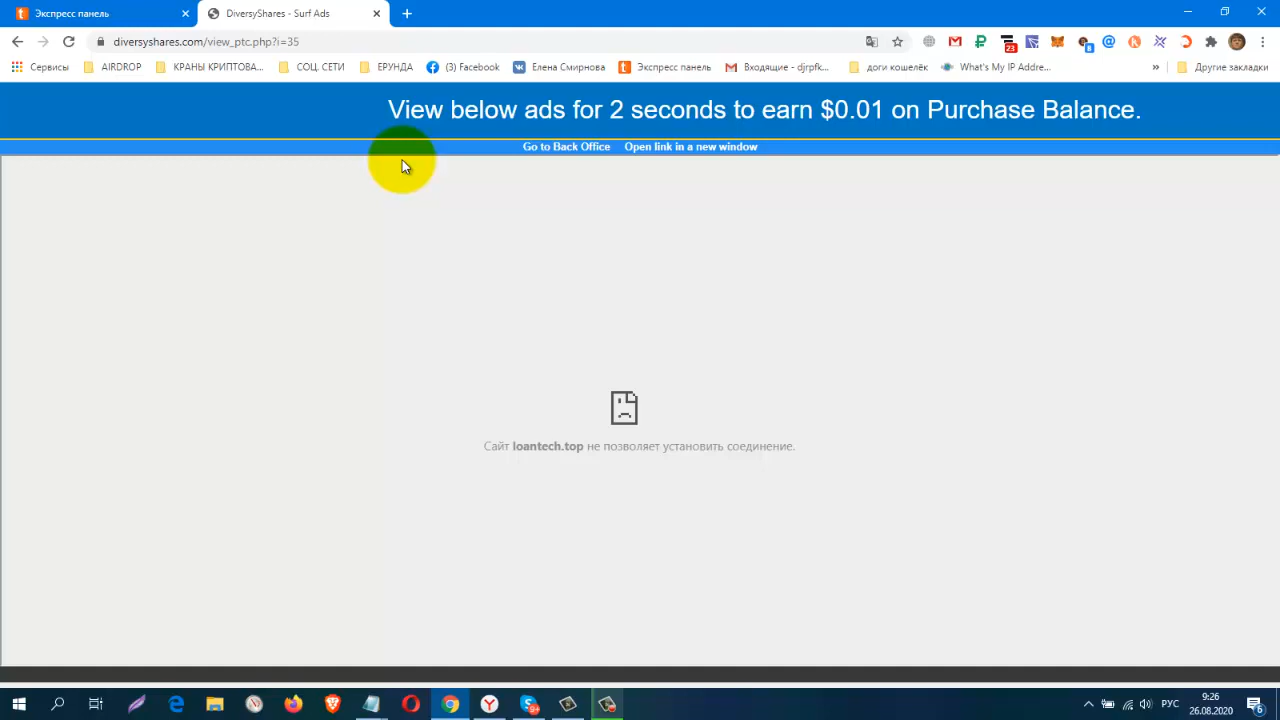 Экспресс панель
DiversyShares - Surf Ads
diversyshares.com/view_ptc.php?i=35
23
8
Сервисы
AIRDROP
КРАНЫ КРИПТОВА...
СОЦ. СЕТИ
ЕРУНДА
(3) Facebook
Елена Смирнова
Экспресс панель
Входящие - djrpfk...
доги кошелёк
What's My IP Addre...
»
Другие закладки
View below ads for 2 seconds to earn $0.01 on Purchase Balance.
Go to Back Office Open link in a new window
Сайт loantech.top не позволяет установить соединение.
РУС
9:26
26.08.2020
6